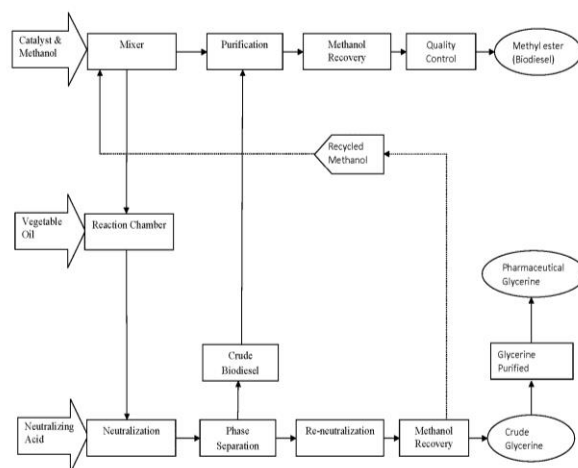 Catalyst &
Methanol
Mixer
Purification
Methanol
Recovery
Quality
Control
Methyl ester
(Biodiesel)
Recycled
Methanol
Vegetable
Oil
Reaction Chamber
Pharmaceutical
Glycerine
Crude
Biodiesel
Glycerine
Purified
Neutralizing
Acid
Neutralization
Phase
Separation
Re-neutralization
Methanol
Recovery
Crude
Glycerine